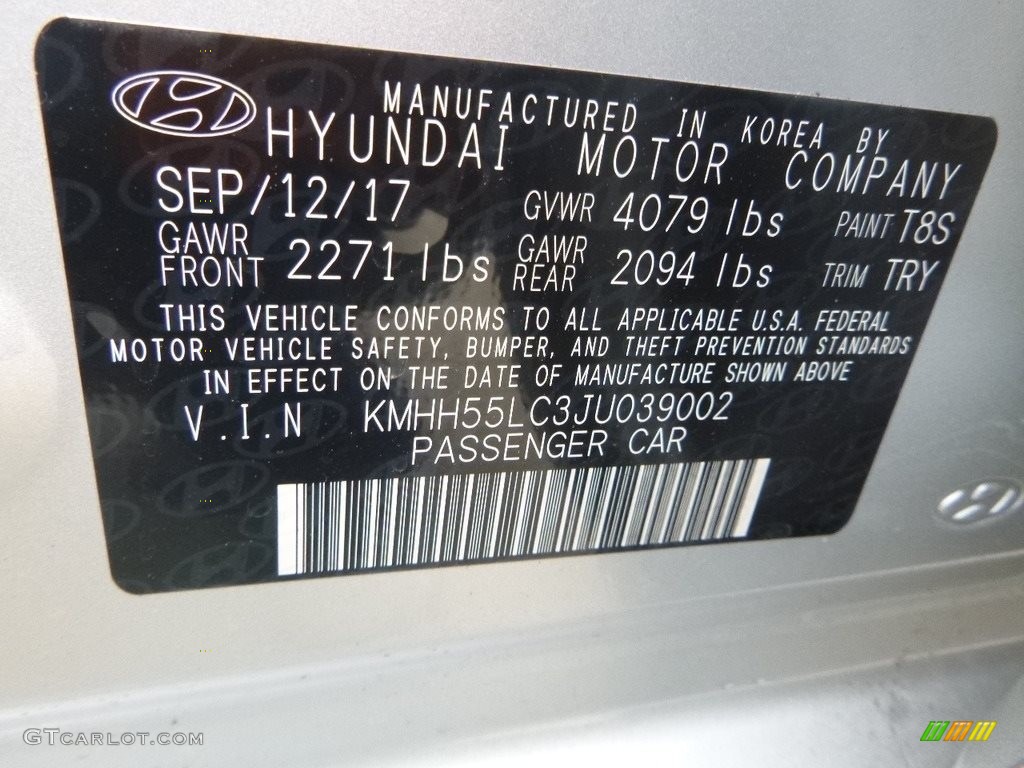 MANUFACTURED IN KOREA BY
HYUNDAI MOTOR COMPANY
SEP/12/17 GVWR 4079 lbs PAINT T8S
GAWR FRONT 2271 lbs GAWR REAR 2094 lbs TRIM TRY
THIS VEHICLE CONFORMS TO ALL APPLICABLE U.S.A. FEDERAL
MOTOR VEHICLE SAFETY, BUMPER, AND THEFT PREVENTION STANDARDS
IN EFFECT ON THE DATE OF MANUFACTURE SHOWN ABOVE
V.I.N KMHH55LC3JU039002
PASSENGER CAR
GTCARLOT.COM